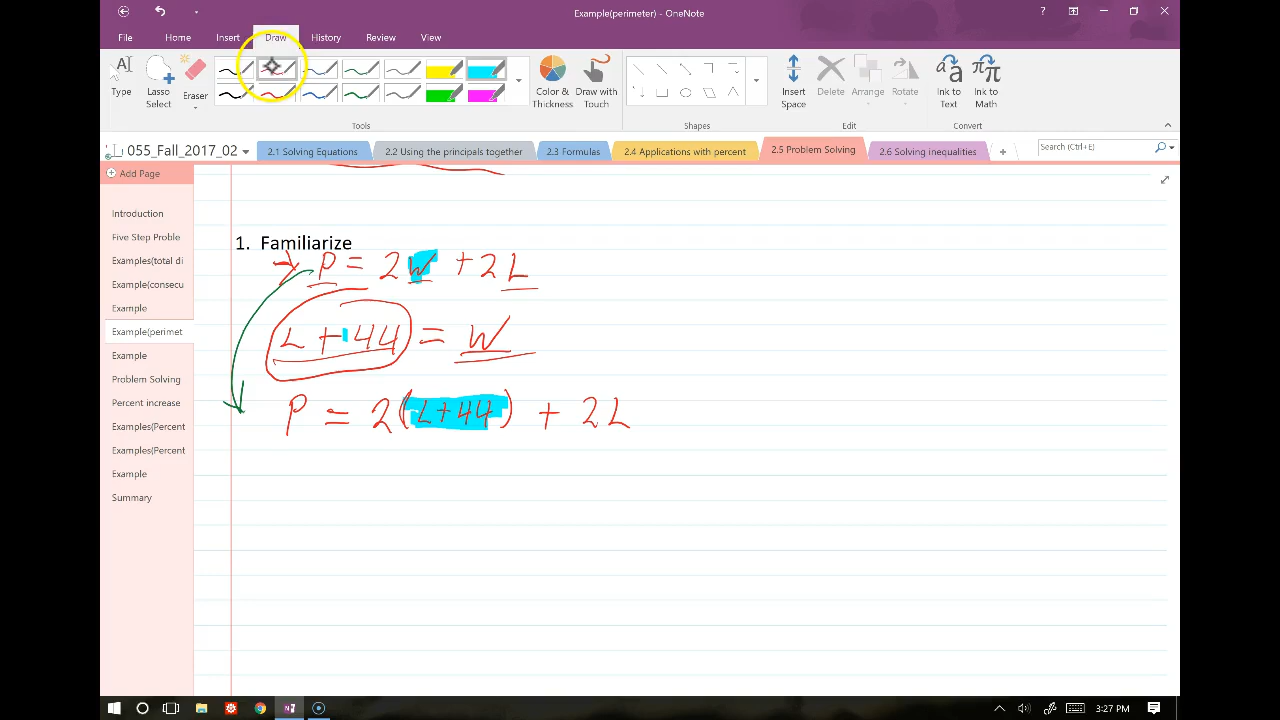 Example(perimeter) - OneNote
?
File Home Insert Draw History Review View
Type
Lasso Select
Eraser
Color & Thickness
Draw with Touch
Insert Space
Delete
Arrange
Rotate
Ink to Text
Ink to Math
Tools
Shapes
Edit
Convert
055_Fall_2017_02
2.1 Solving Equations
2.2 Using the principals together
2.3 Formulas
2.4 Applications with percent
2.5 Problem Solving
2.6 Solving inequalities
Search (Ctrl+E)
Add Page
Introduction
Five Step Proble
Examples(total di
Example(consecu
Example
Example(perimet
Example
Problem Solving
Percent increase
Examples(Percent
Examples(Percent
Example
Summary
1. Familiarize
P = 2W + 2L
L + 44 = W
P = 2(L+44) + 2L
3:27 PM